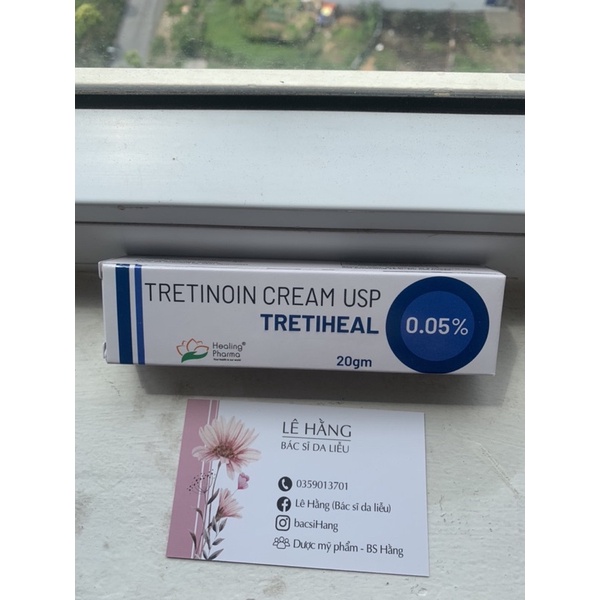 TRETINOIN CREAM USP
TRETIHEAL
0.05%
Healing®
Pharma
20gm
LÊ HẰNG
BÁC SĨ DA LIỄU
0359013701
Lê Hằng (Bác sĩ da liễu)
bacsiHang
Dược mỹ phẩm - BS Hằng